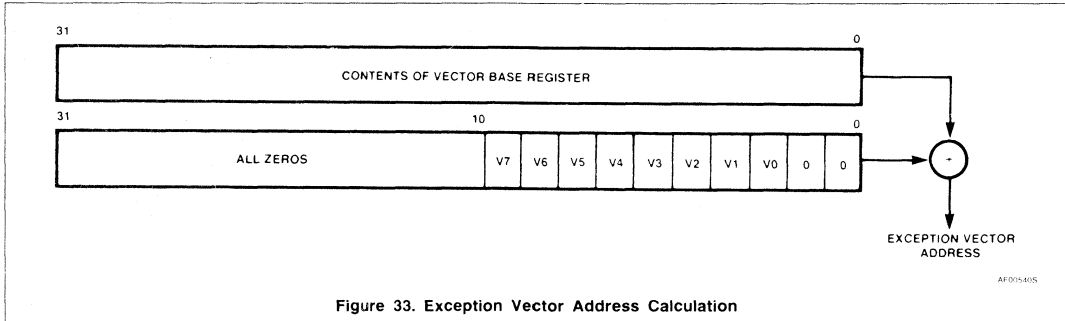 31 0
CONTENTS OF VECTOR BASE REGISTER
31 10 0
ALL ZEROS V7 V6 V5 V4 V3 V2 V1 V0 0 0
+
EXCEPTION VECTOR
ADDRESS
AF00540S
Figure 33. Exception Vector Address Calculation